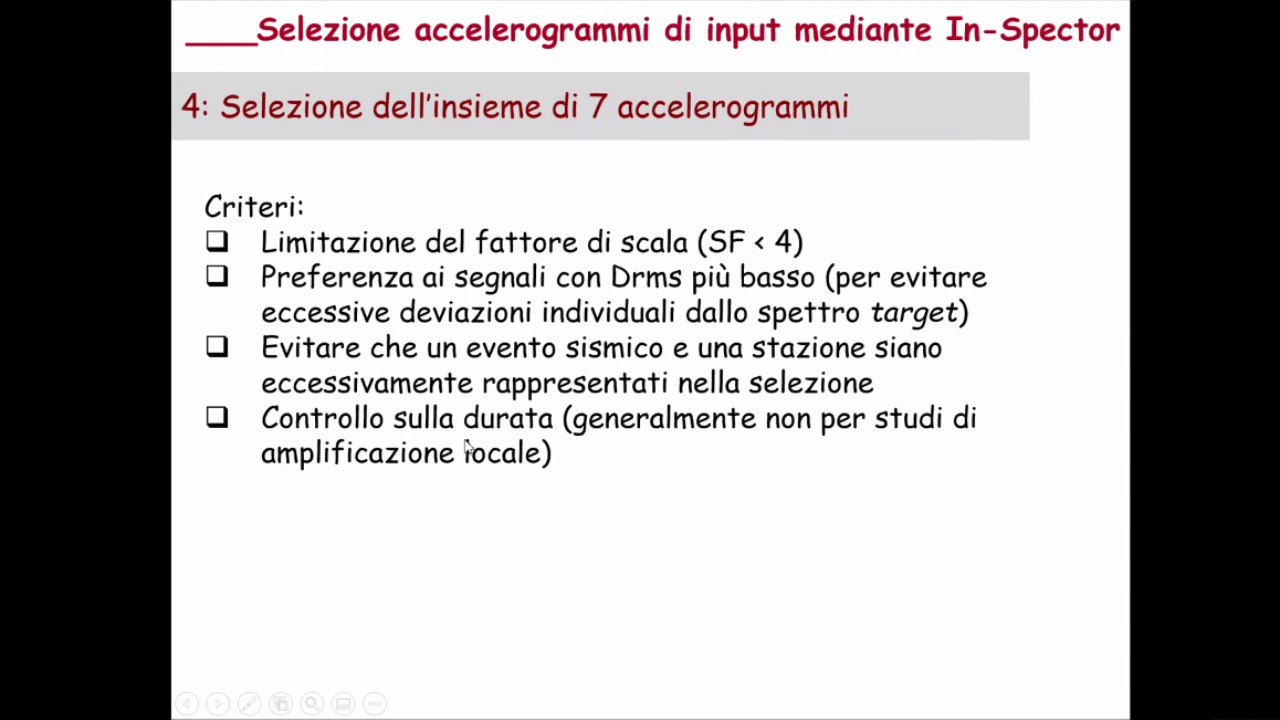 ____Selezione accelerogrammi di input mediante In-Spector
4: Selezione dell'insieme di 7 accelerogrammi
Criteri:
❑ Limitazione del fattore di scala (SF < 4)
❑ Preferenza ai segnali con Drms più basso (per evitare
eccessive deviazioni individuali dallo spettro target)
❑ Evitare che un evento sismico e una stazione siano
eccessivamente rappresentati nella selezione
❑ Controllo sulla durata (generalmente non per studi di
amplificazione locale)